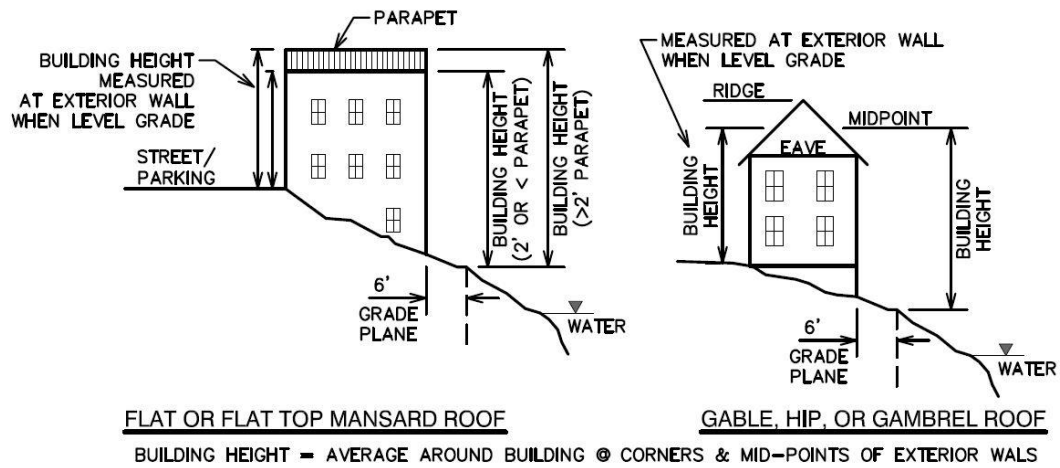 PARAPET
BUILDING HEIGHT
MEASURED
AT EXTERIOR WALL
WHEN LEVEL GRADE
STREET/
PARKING
BUILDING HEIGHT
(2' OR < PARAPET)
BUILDING HEIGHT
(>2' PARAPET)
6'
GRADE
PLANE
WATER
FLAT OR FLAT TOP MANSARD ROOF
MEASURED AT EXTERIOR WALL
WHEN LEVEL GRADE
RIDGE
MIDPOINT
EAVE
BUILDING
HEIGHT
BUILDING
HEIGHT
6'
GRADE
PLANE
WATER
GABLE, HIP, OR GAMBREL ROOF
BUILDING HEIGHT = AVERAGE AROUND BUILDING @ CORNERS & MID-POINTS OF EXTERIOR WALS